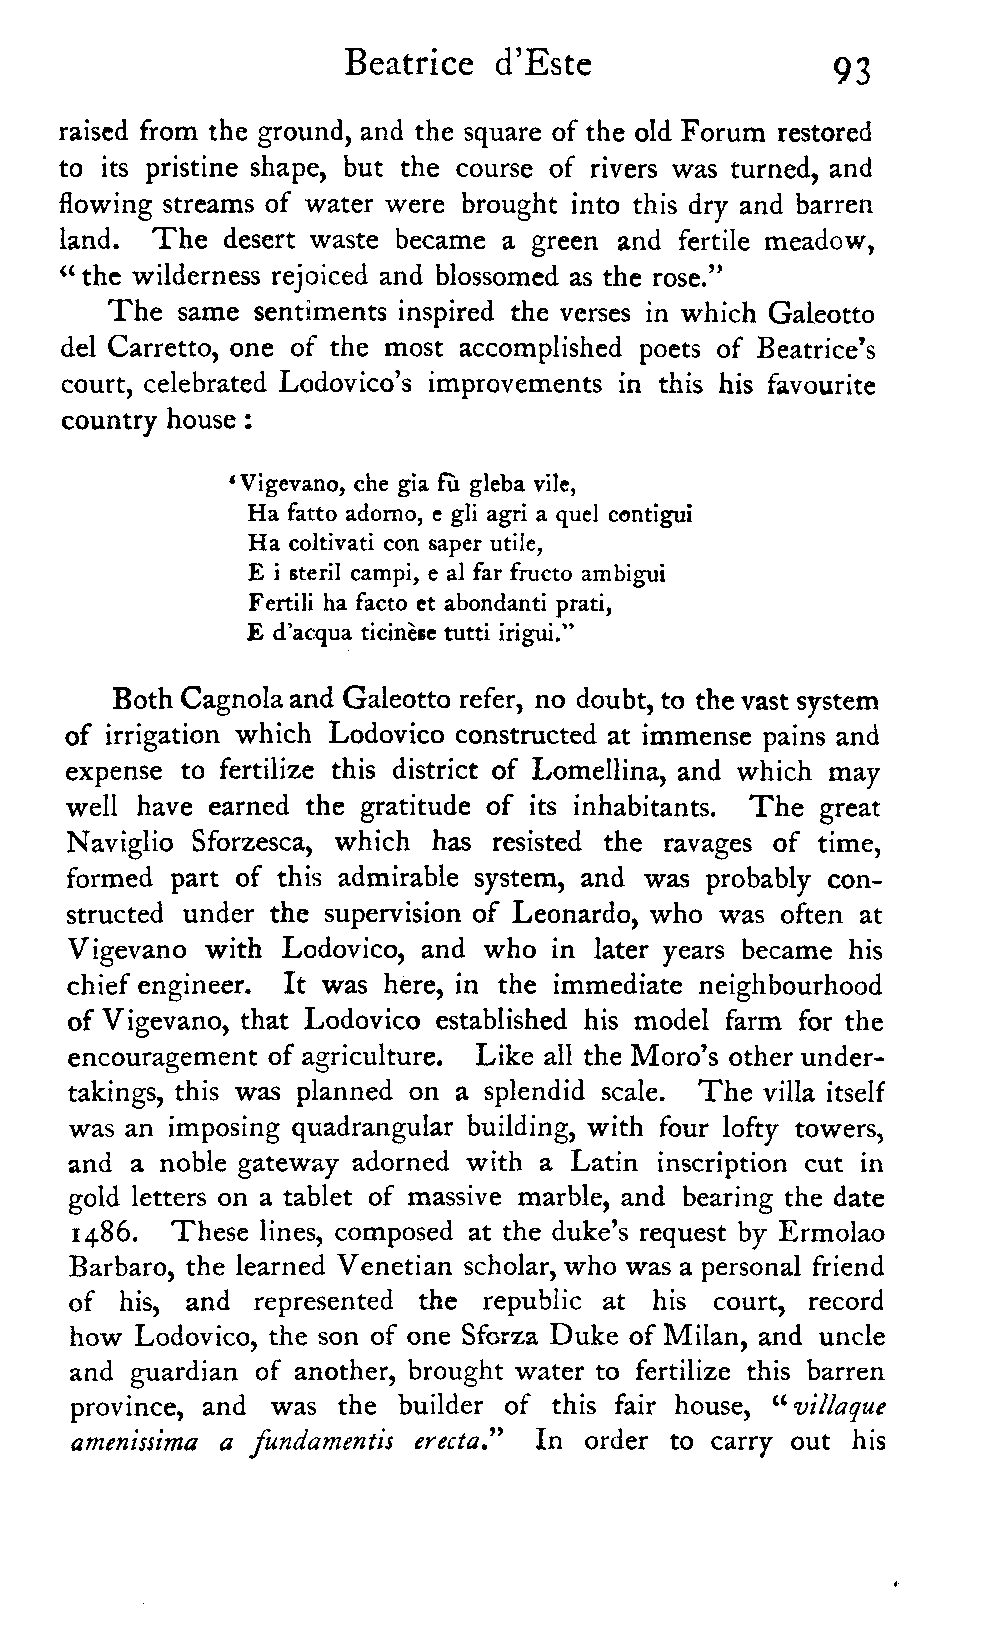 Beatrice d'Este 93
raised from the ground, and the square of the old Forum restored
to its pristine shape, but the course of rivers was turned, and
flowing streams of water were brought into this dry and barren
land. The desert waste became a green and fertile meadow,
“the wilderness rejoiced and blossomed as the rose.”
The same sentiments inspired the verses in which Galeotto
del Carretto, one of the most accomplished poets of Beatrice's
court, celebrated Lodovico's improvements in this his favourite
country house :
‘Vigevano, che gia fù gleba vile,
Ha fatto adorno, e gli agri a quel contigui
Ha coltivati con saper utile,
E i steril campi, e al far fructo ambigui
Fertili ha facto et abondanti prati,
E d'acqua ticinèse tutti irigui.”
Both Cagnola and Galeotto refer, no doubt, to the vast system
of irrigation which Lodovico constructed at immense pains and
expense to fertilize this district of Lomellina, and which may
well have earned the gratitude of its inhabitants. The great
Naviglio Sforzesca, which has resisted the ravages of time,
formed part of this admirable system, and was probably con-
structed under the supervision of Leonardo, who was often at
Vigevano with Lodovico, and who in later years became his
chief engineer. It was here, in the immediate neighbourhood
of Vigevano, that Lodovico established his model farm for the
encouragement of agriculture. Like all the Moro's other under-
takings, this was planned on a splendid scale. The villa itself
was an imposing quadrangular building, with four lofty towers,
and a noble gateway adorned with a Latin inscription cut in
gold letters on a tablet of massive marble, and bearing the date
1486. These lines, composed at the duke's request by Ermolao
Barbaro, the learned Venetian scholar, who was a personal friend
of his, and represented the republic at his court, record
how Lodovico, the son of one Sforza Duke of Milan, and uncle
and guardian of another, brought water to fertilize this barren
province, and was the builder of this fair house, “villaque
amenissima a fundamentis erecta.” In order to carry out his